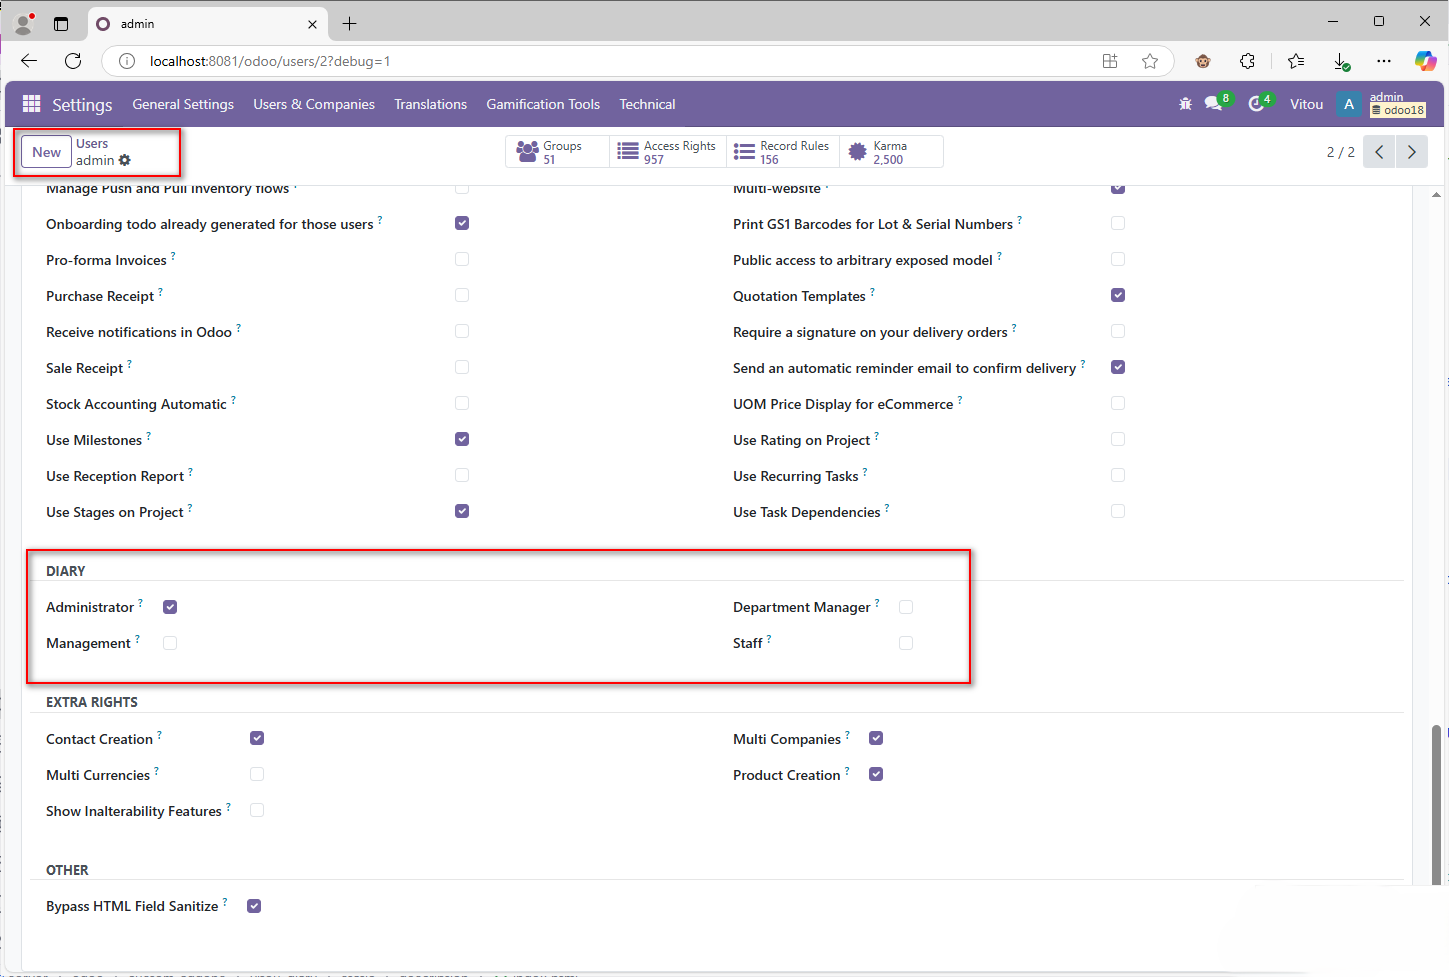 admin
localhost:8081/odoo/users/2?debug=1
Settings General Settings Users & Companies Translations Gamification Tools Technical 8 4 Vitou A admin
odoo18
New Users
admin
Groups
51
Access Rights
957
Record Rules
156
Karma
2,500
2 / 2
Manage Push and Pull Inventory flows ? Multi-website ?
Onboarding todo already generated for those users ? Print GS1 Barcodes for Lot & Serial Numbers ?
Pro-forma Invoices ? Public access to arbitrary exposed model ?
Purchase Receipt ? Quotation Templates ?
Receive notifications in Odoo ? Require a signature on your delivery orders ?
Sale Receipt ? Send an automatic reminder email to confirm delivery ?
Stock Accounting Automatic ? UOM Price Display for eCommerce ?
Use Milestones ? Use Rating on Project ?
Use Reception Report ? Use Recurring Tasks ?
Use Stages on Project ? Use Task Dependencies ?
DIARY
Administrator ? Department Manager ?
Management ? Staff ?
EXTRA RIGHTS
Contact Creation ? Multi Companies ?
Multi Currencies ? Product Creation ?
Show Inalterability Features ?
OTHER
Bypass HTML Field Sanitize ?